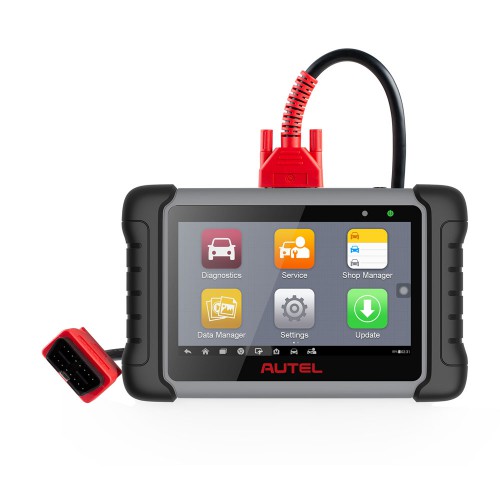 Diagnostics
Service
Shop Manager
Data Manager
Settings
Update
AUTEL